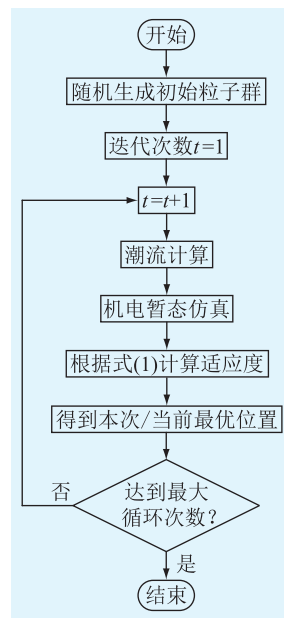 开始
随机生成初始粒子群
迭代次数t=1
t=t+1
潮流计算
机电暂态仿真
根据式(1)计算适应度
得到本次/当前最优位置
达到最大
循环次数?
否
是
结束